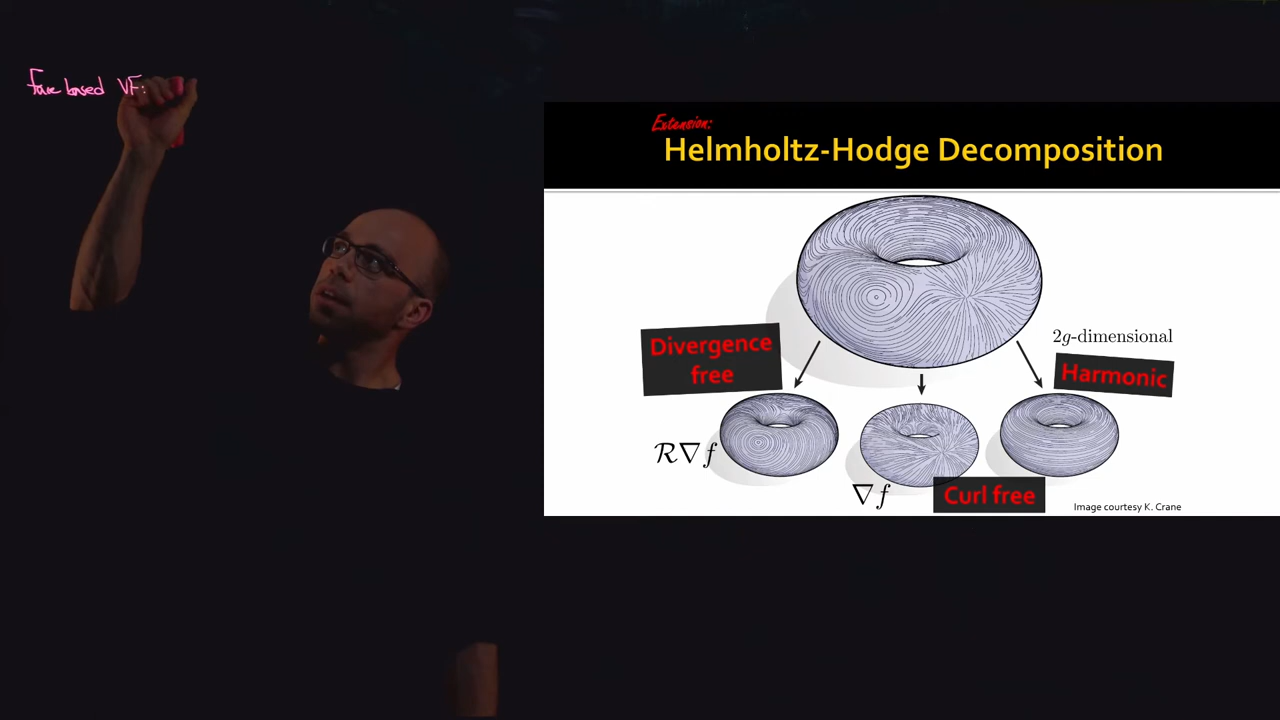 Face based VF:
Extension:
Helmholtz-Hodge Decomposition
Divergence
free
2g-dimensional
Harmonic
R∇f
∇f
Curl free
Image courtesy K. Crane